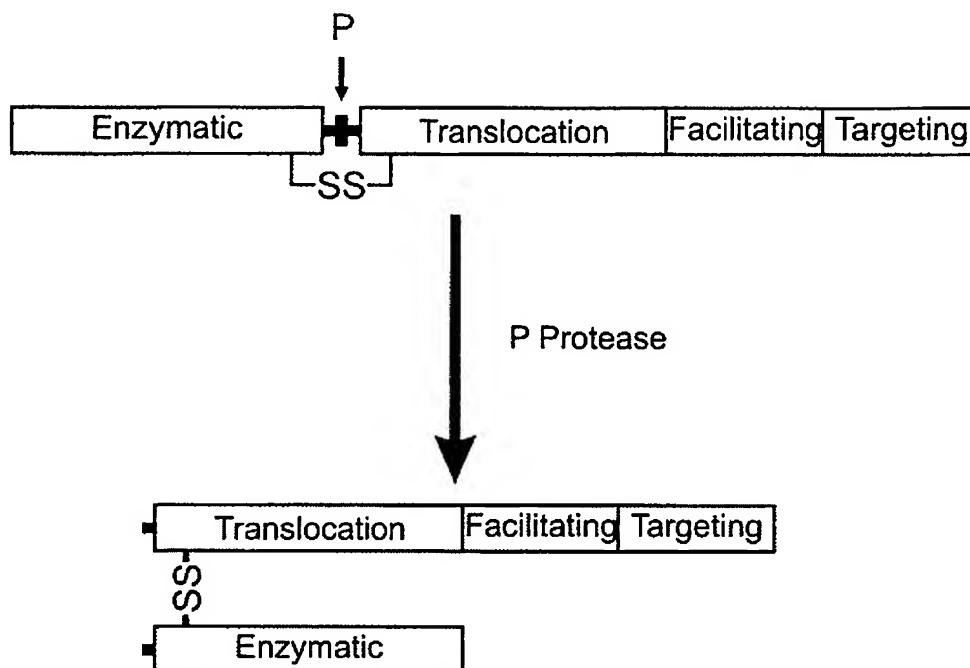 P
Enzymatic Translocation Facilitating Targeting
SS
P Protease
Translocation Facilitating Targeting
SS
Enzymatic